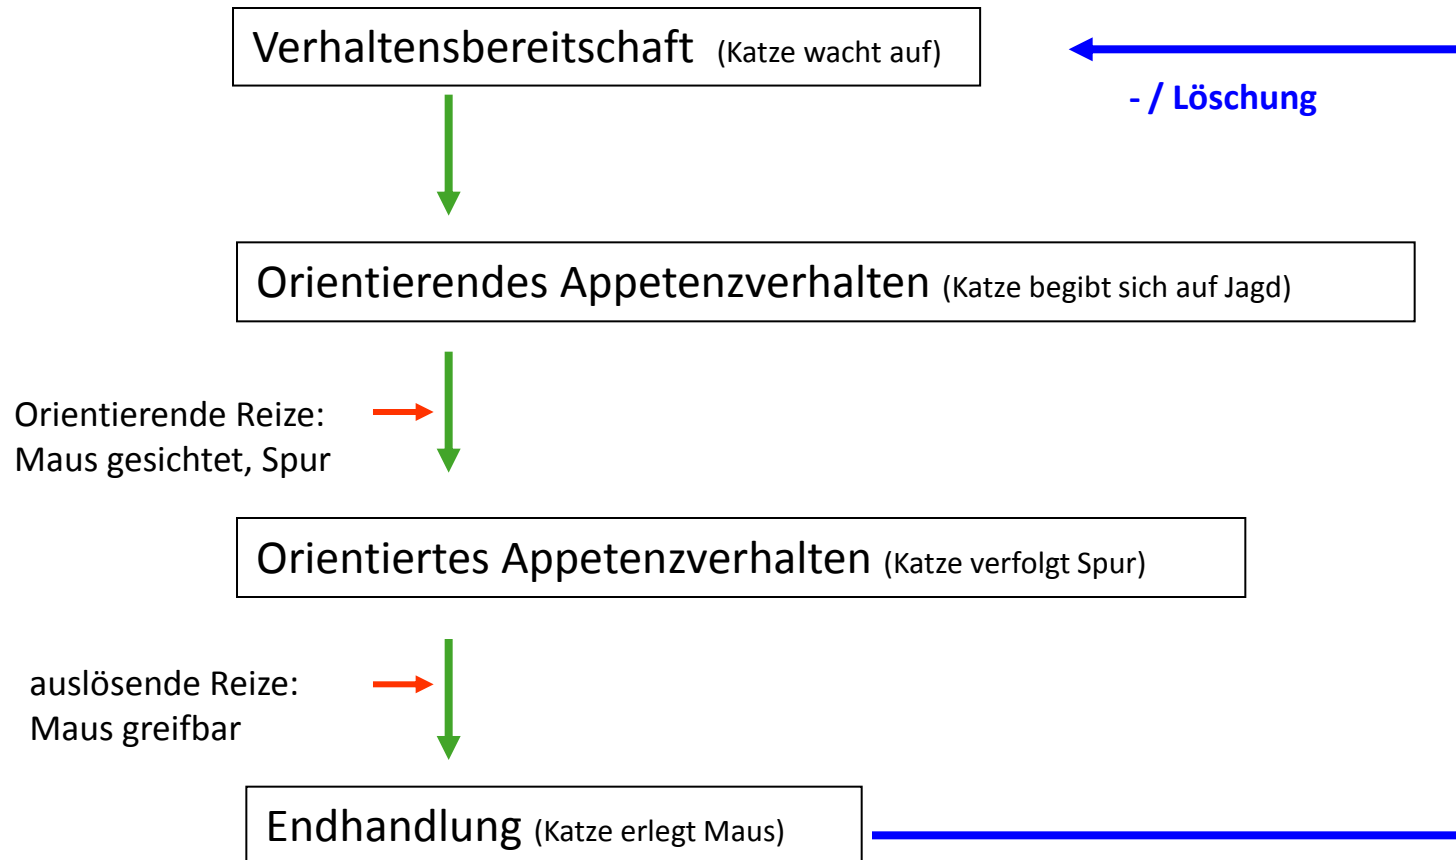 Verhaltensbereitschaft (Katze wacht auf)
- / Löschung
Orientierendes Appetenzverhalten (Katze begibt sich auf Jagd)
Orientierende Reize:
Maus gesichtet, Spur
Orientiertes Appetenzverhalten (Katze verfolgt Spur)
auslösende Reize:
Maus greifbar
Endhandlung (Katze erlegt Maus)